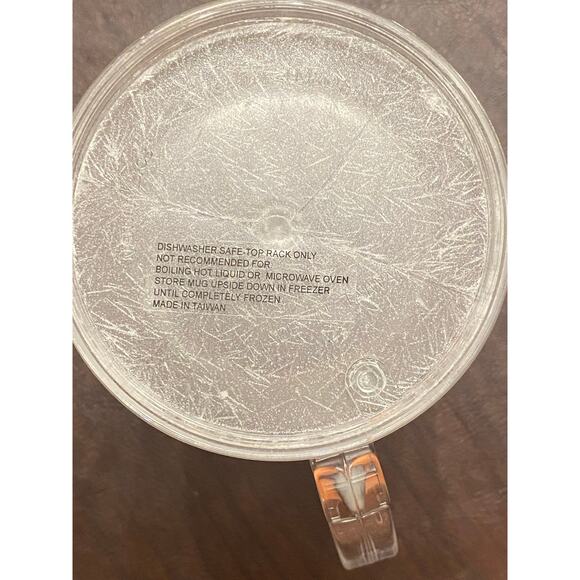 DISHWASHER SAFE-TOP RACK ONLY
NOT RECOMMENDED FOR
BOILING HOT LIQUID OR MICROWAVE OVEN
STORE MUG UPSIDE DOWN IN FREEZER
UNTIL COMPLETELY FROZEN
MADE IN TAIWAN